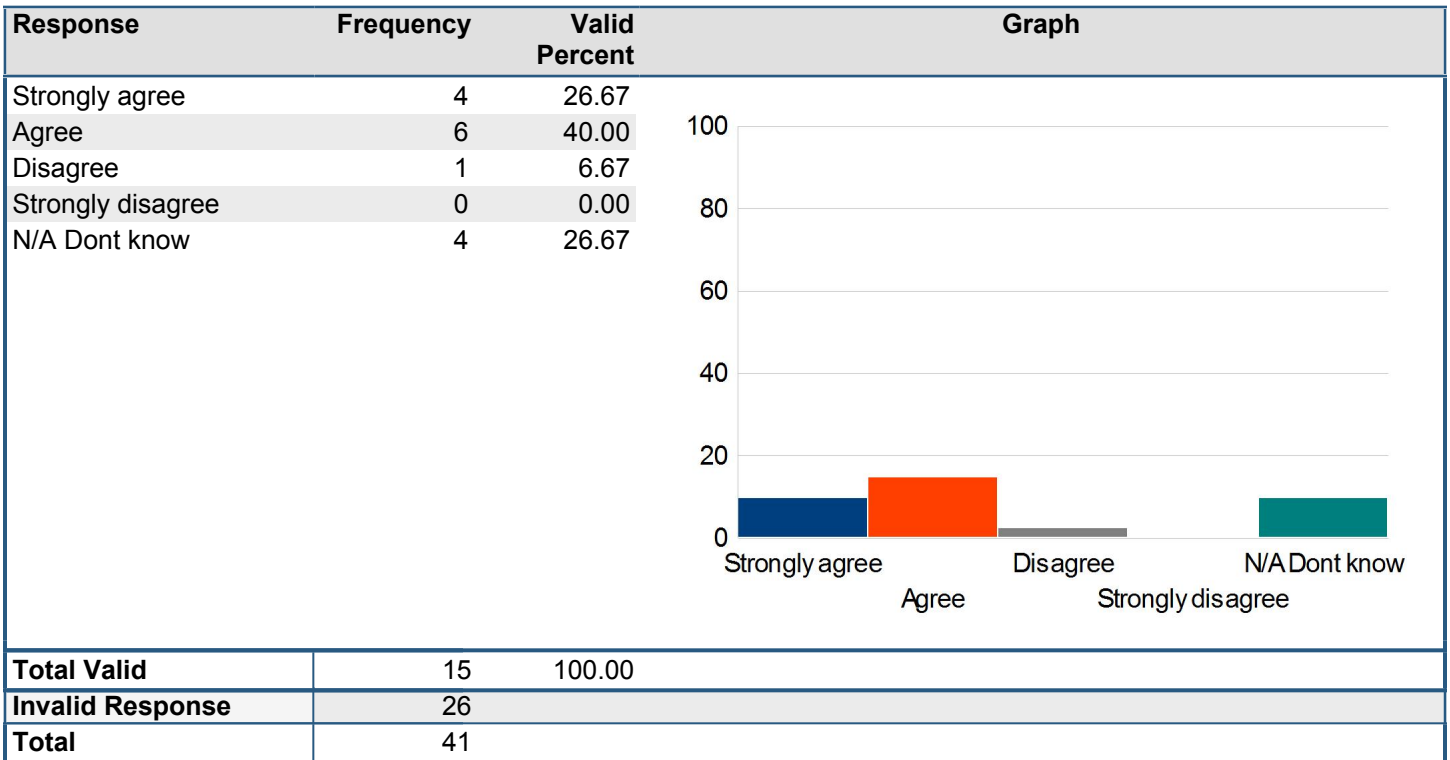 Response Frequency Valid Percent Graph
Strongly agree 4 26.67
Agree 6 40.00
Disagree 1 6.67
Strongly disagree 0 0.00
N/A Dont know 4 26.67
100
80
60
40
20
0
Strongly agree Disagree N/A Dont know
Agree Strongly disagree
Total Valid 15 100.00
Invalid Response 26
Total 41